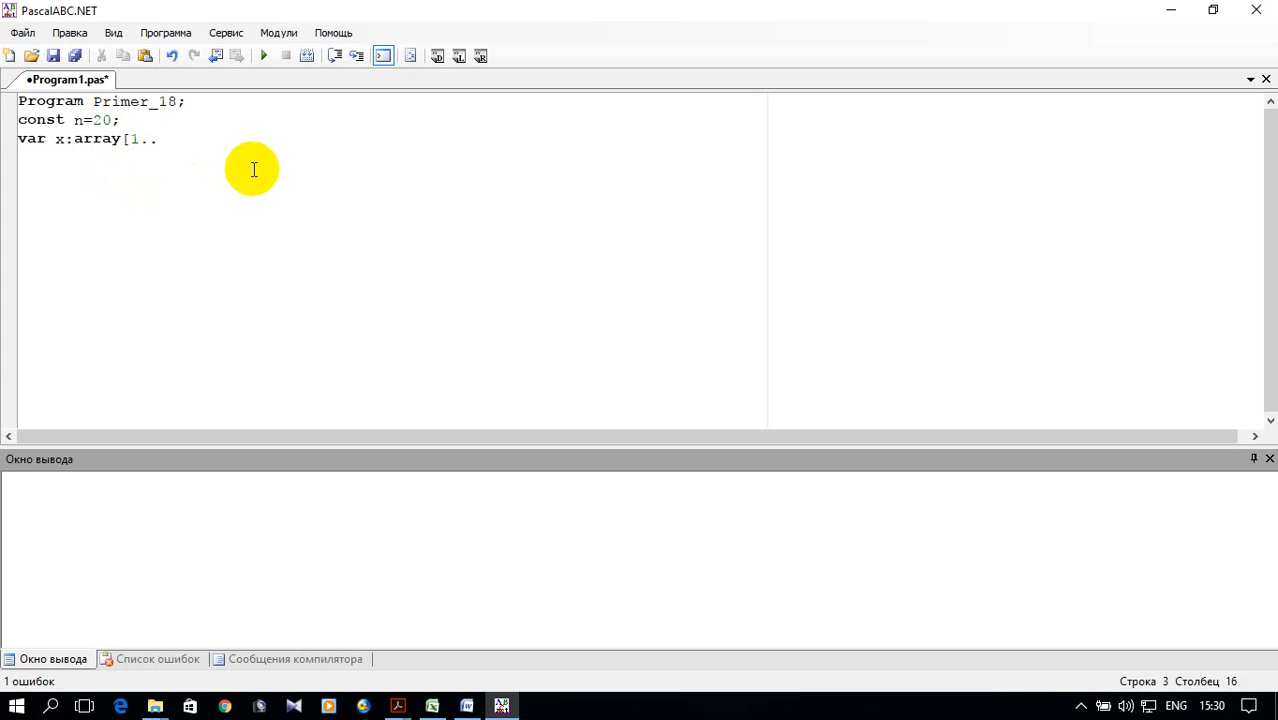 PascalABC.NET
Файл Правка Вид Программа Сервис Модули Помощь
•Program1.pas*
Program Primer_18;
const n=20;
var x:array[1..
Окно вывода
Окно вывода Список ошибок Сообщения компилятора
1 ошибок Строка 3 Столбец 16
ENG 15:30